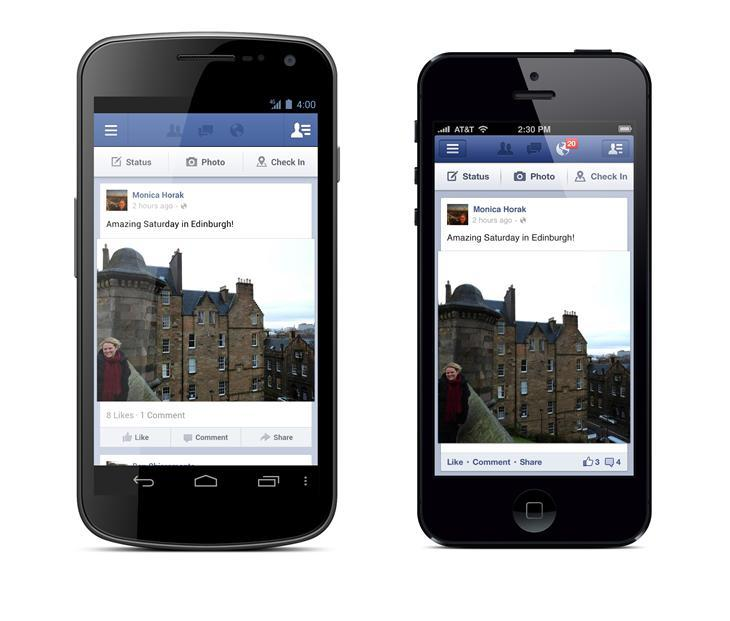 4G 4:00
Status Photo Check In
Monica Horak
2 hours ago ·
Amazing Saturday in Edinburgh!
8 Likes · 1 Comment
Like Comment Share
AT&T 2:30 PM
20
Status Photo Check In
Monica Horak
2 hours ago ·
Amazing Saturday in Edinburgh!
Like · Comment · Share 3 4